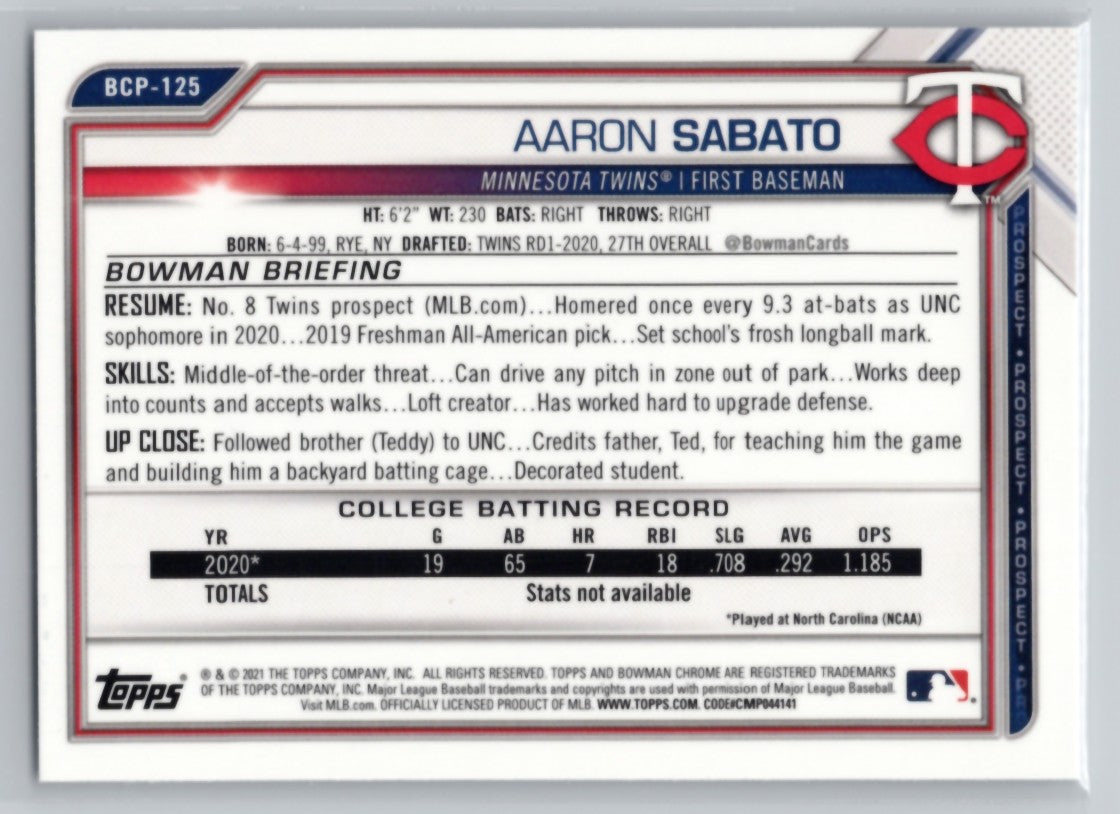 BCP-125
AARON SABATO
MINNESOTA TWINS® | FIRST BASEMAN
HT: 6'2" WT: 230 BATS: RIGHT THROWS: RIGHT
BORN: 6-4-99, RYE, NY DRAFTED: TWINS RD1-2020, 27TH OVERALL @BowmanCards
BOWMAN BRIEFING
RESUME: No. 8 Twins prospect (MLB.com)...Homered once every 9.3 at-bats as UNC
sophomore in 2020...2019 Freshman All-American pick...Set school's frosh longball mark.
SKILLS: Middle-of-the-order threat...Can drive any pitch in zone out of park...Works deep
into counts and accepts walks...Loft creator...Has worked hard to upgrade defense.
UP CLOSE: Followed brother (Teddy) to UNC...Credits father, Ted, for teaching him the game
and building him a backyard batting cage...Decorated student.
COLLEGE BATTING RECORD
YR G AB HR RBI SLG AVG OPS
2020* 19 65 7 18 .708 .292 1.185
TOTALS Stats not available
*Played at North Carolina (NCAA)
Topps® ® & © 2021 THE TOPPS COMPANY, INC. ALL RIGHTS RESERVED. TOPPS AND BOWMAN CHROME ARE REGISTERED TRADEMARKS
OF THE TOPPS COMPANY, INC. Major League Baseball trademarks and copyrights are used with permission of Major League Baseball.
Visit MLB.com. OFFICIALLY LICENSED PRODUCT OF MLB. WWW.TOPPS.COM. CODE#CMP044141
TC™
PROSPECT • PROSPECT • PROSPECT • P